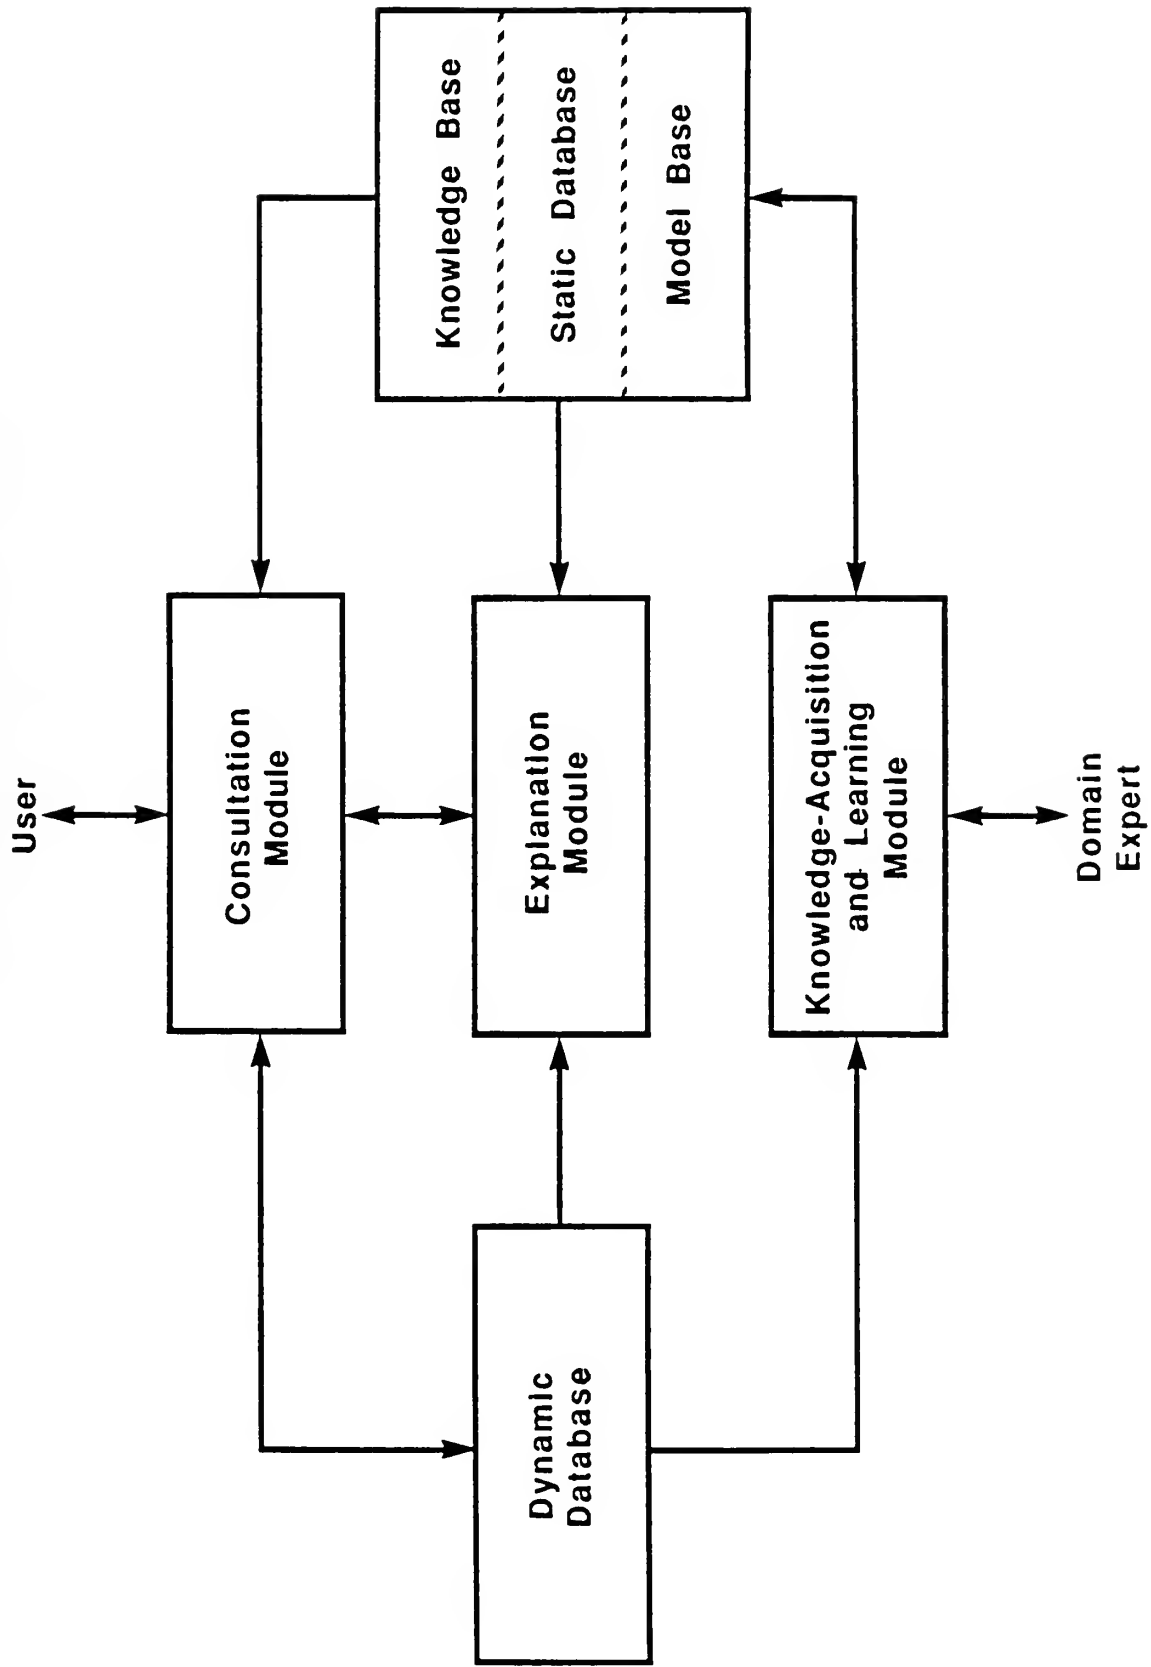 User
Consultation
Module
Explanation
Module
Knowledge-Acquisition
and Learning
Module
Domain
Expert
Dynamic
Database
Knowledge Base
Static Database
Model Base